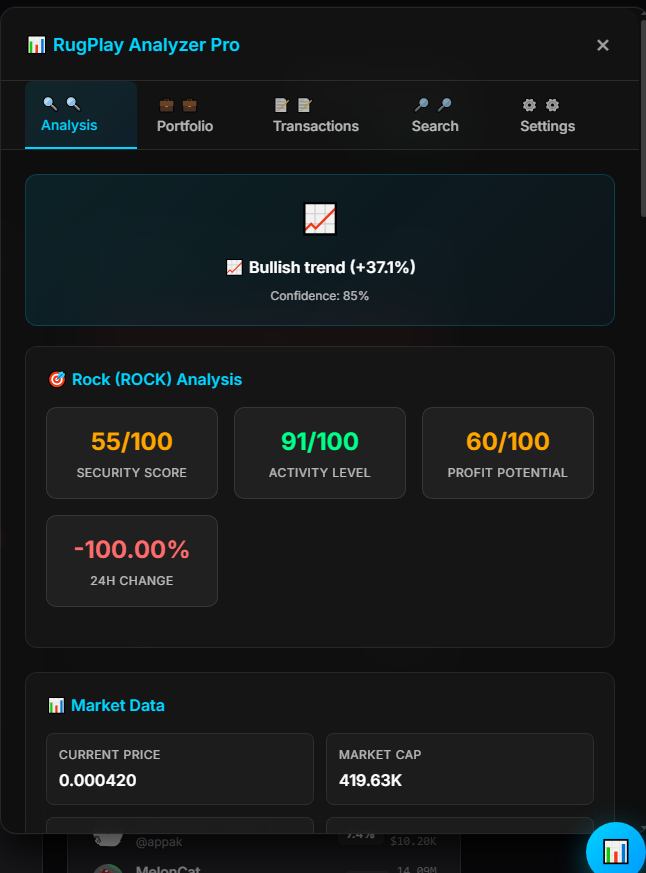 RugPlay Analyzer Pro
×
Analysis
Portfolio
Transactions
Search
Settings
Bullish trend (+37.1%)
Confidence: 85%
Rock (ROCK) Analysis
55/100
SECURITY SCORE
91/100
ACTIVITY LEVEL
60/100
PROFIT POTENTIAL
-100.00%
24H CHANGE
Market Data
CURRENT PRICE
0.000420
MARKET CAP
419.63K
@appak
7.4%
$10.20K
MelonCat
14.09M